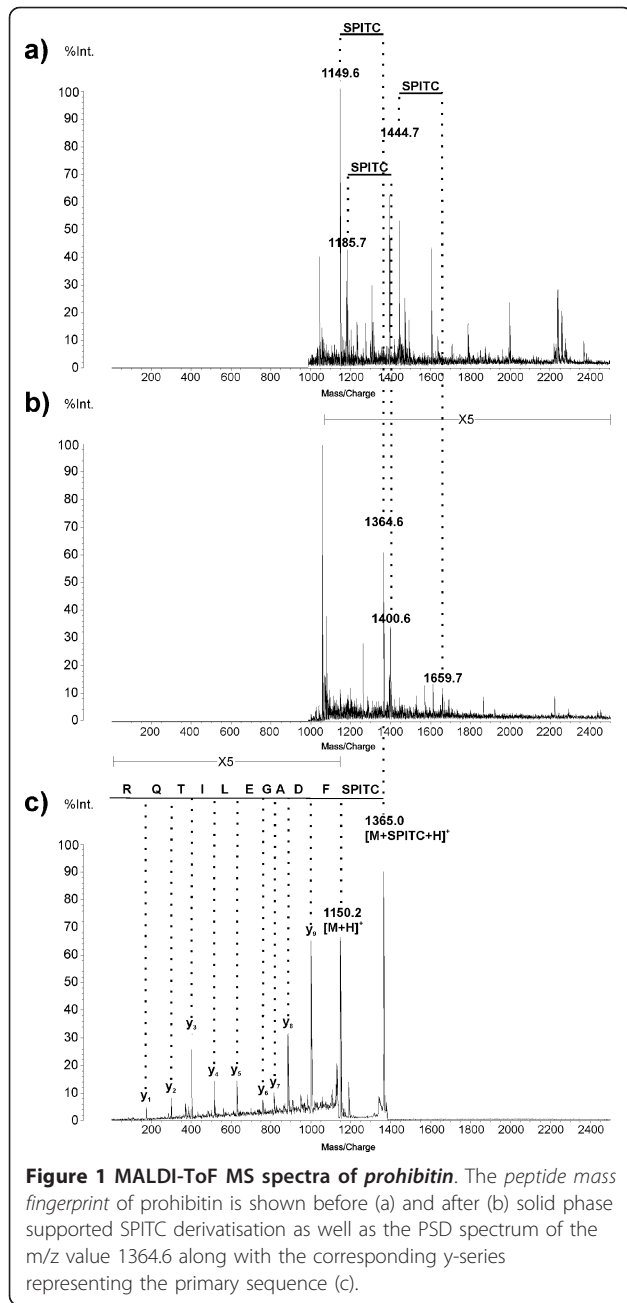 a)
%Int.
SPITC
1149.6
SPITC
1444.7
SPITC
1185.7
100
90
80
70
60
50
40
30
20
10
0
200 400 600 800 1000 1200 1400 1600 1800 2000 2200 2400
Mass/Charge
b)
%Int.
X5
100
90
80
70
60
50
40
30
20
10
0
1364.6
1400.6
1659.7
200 400 600 800 1000 1200 1400 1600 1800 2000 2200 2400
Mass/Charge
X5
R Q T I L E G A D F SPITC
c)
%Int.
1365.0
[M+SPITC+H]+
1150.2
[M+H]+
100
90
80
70
60
50
40
30
20
10
0
y1 y2 y3 y4 y5 y6 y7 y8 y9
200 400 600 800 1000 1200 1400 1600 1800 2000 2200 2400
Mass/Charge
Figure 1 MALDI-ToF MS spectra of prohibitin. The peptide mass
fingerprint of prohibitin is shown before (a) and after (b) solid phase
supported SPITC derivatisation as well as the PSD spectrum of the
m/z value 1364.6 along with the corresponding y-series
representing the primary sequence (c).